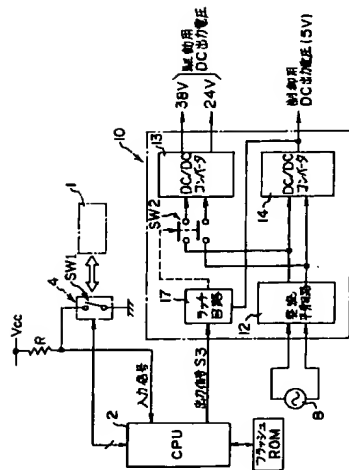 Vcc
R
SW1
1
4
入力信号
2
CPU
フラッシュ
ROM
出力信号 S3
10
17
ラッチ
回路
SW2
13
DC/DC
コンバータ
38V
24V
駆動用
DC出力電圧
12
整流
平滑回路
14
DC/DC
コンバータ
制御用
DC出力電圧(5V)
8